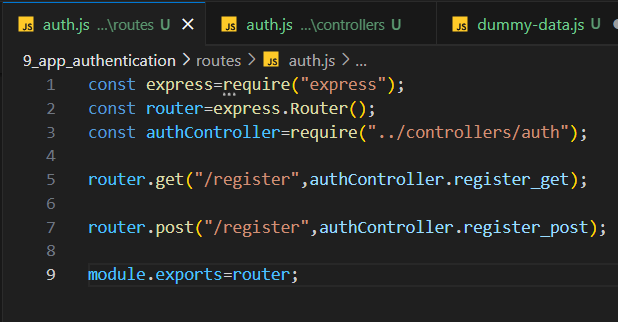 JS auth.js ...\routes U × JS auth.js ...\controllers U JS dummy-data.js U
9_app_authentication > routes > JS auth.js > ...
1 const express=require("express");
2 const router=express.Router();
3 const authController=require("../controllers/auth");
4
5 router.get("/register",authController.register_get);
6
7 router.post("/register",authController.register_post);
8
9 module.exports=router;